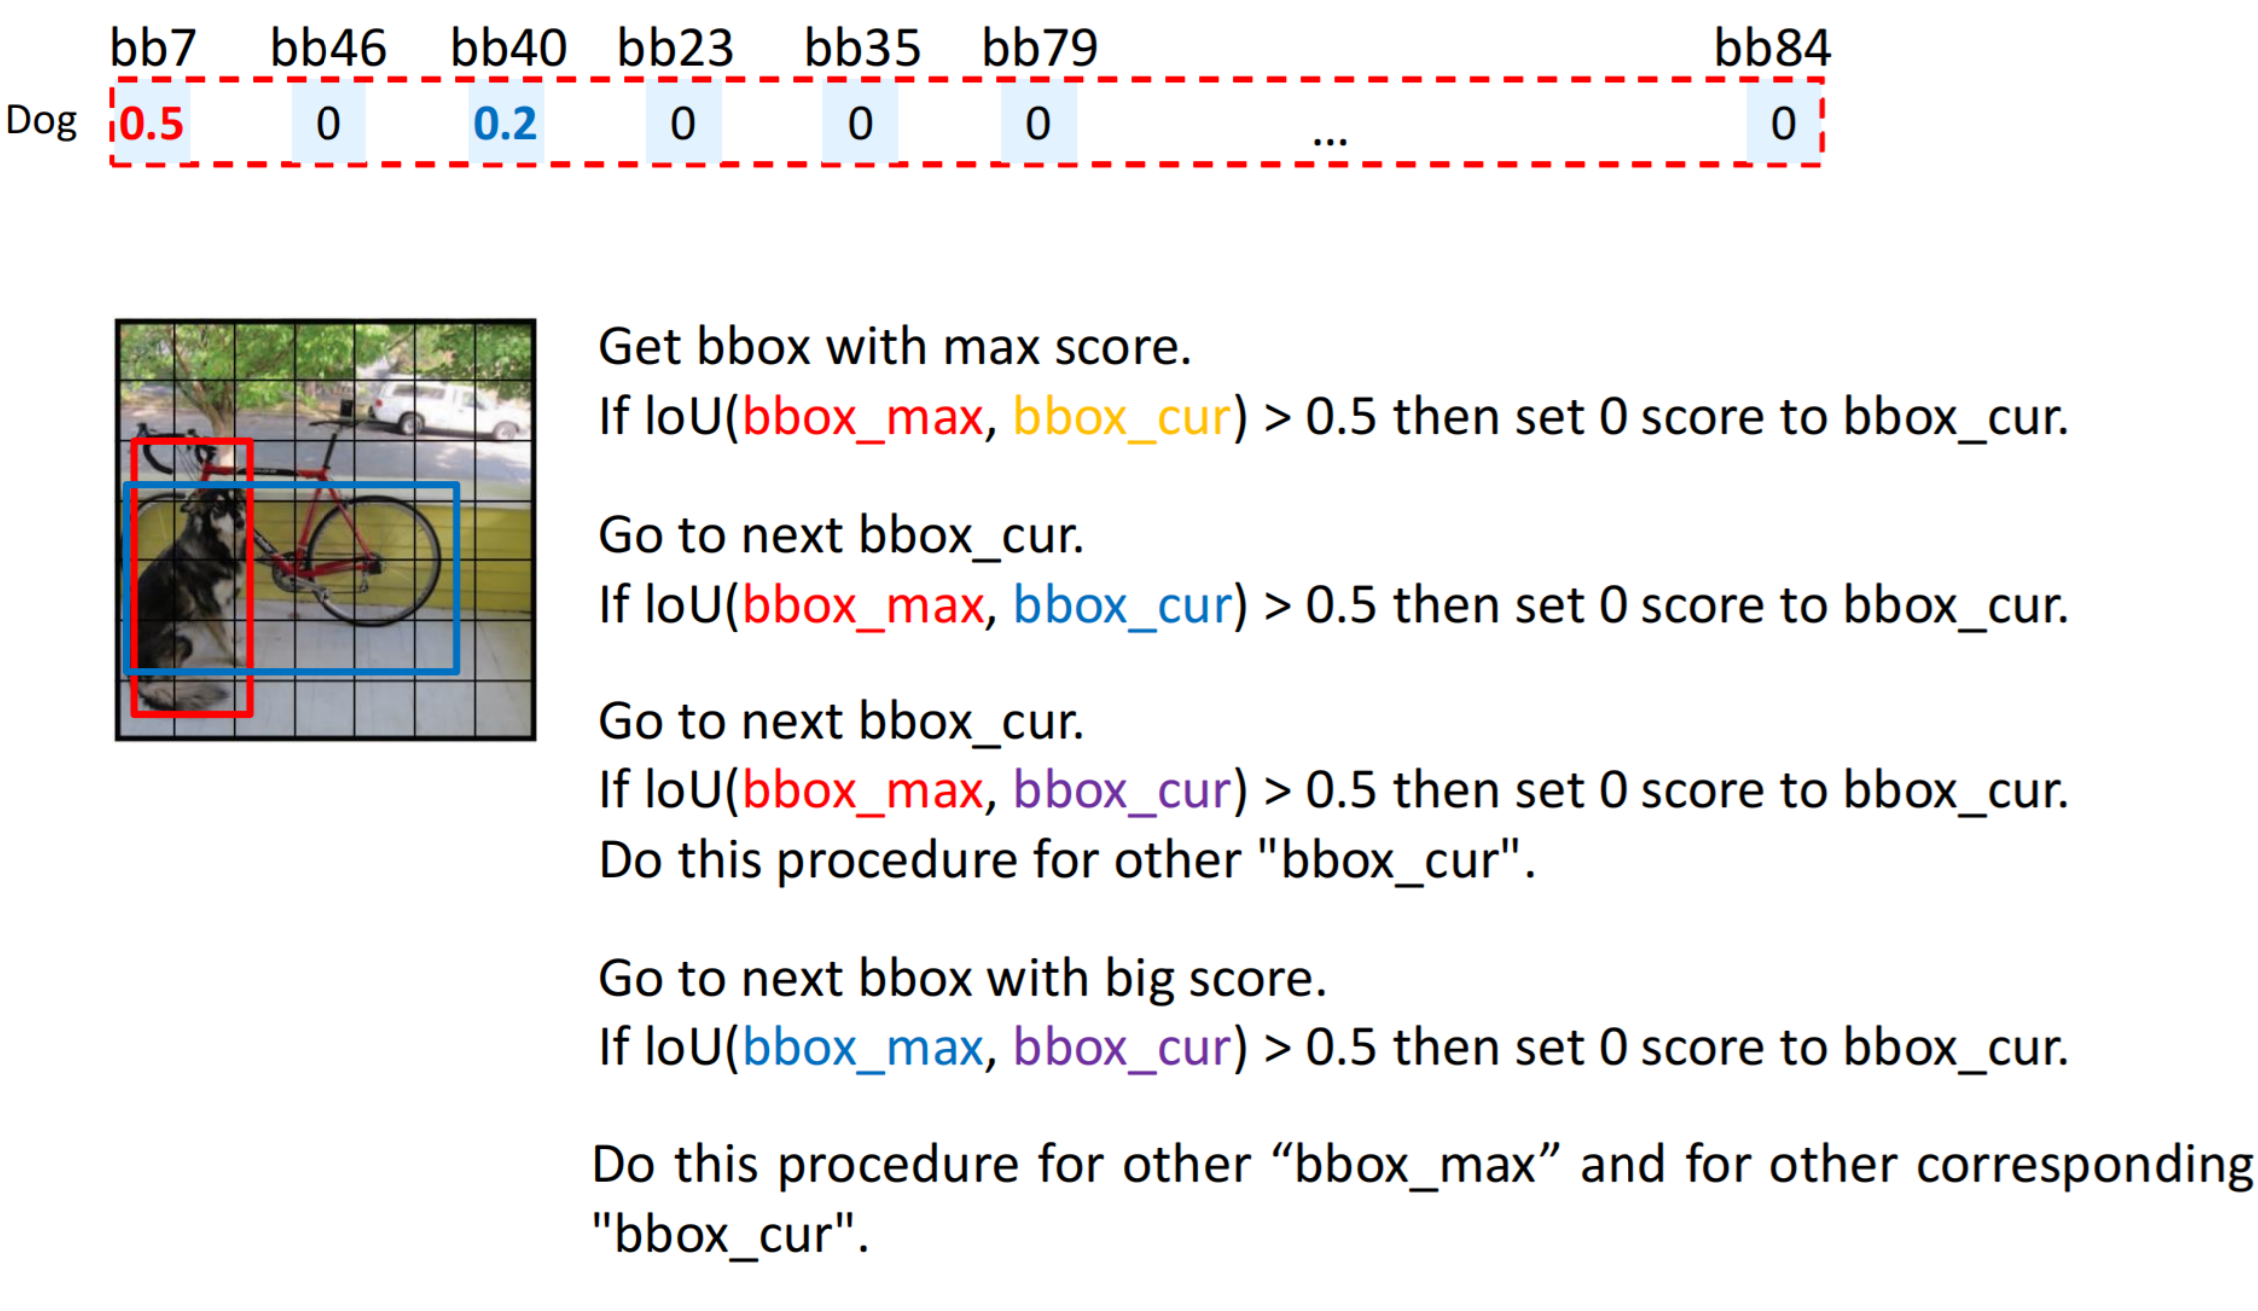 bb7 bb46 bb40 bb23 bb35 bb79 bb84
Dog 0.5 0 0.2 0 0 0 ... 0
Get bbox with max score.
If IoU(bbox_max, bbox_cur) > 0.5 then set 0 score to bbox_cur.
Go to next bbox_cur.
If IoU(bbox_max, bbox_cur) > 0.5 then set 0 score to bbox_cur.
Go to next bbox_cur.
If IoU(bbox_max, bbox_cur) > 0.5 then set 0 score to bbox_cur.
Do this procedure for other "bbox_cur".
Go to next bbox with big score.
If IoU(bbox_max, bbox_cur) > 0.5 then set 0 score to bbox_cur.
Do this procedure for other “bbox_max” and for other corresponding
"bbox_cur".